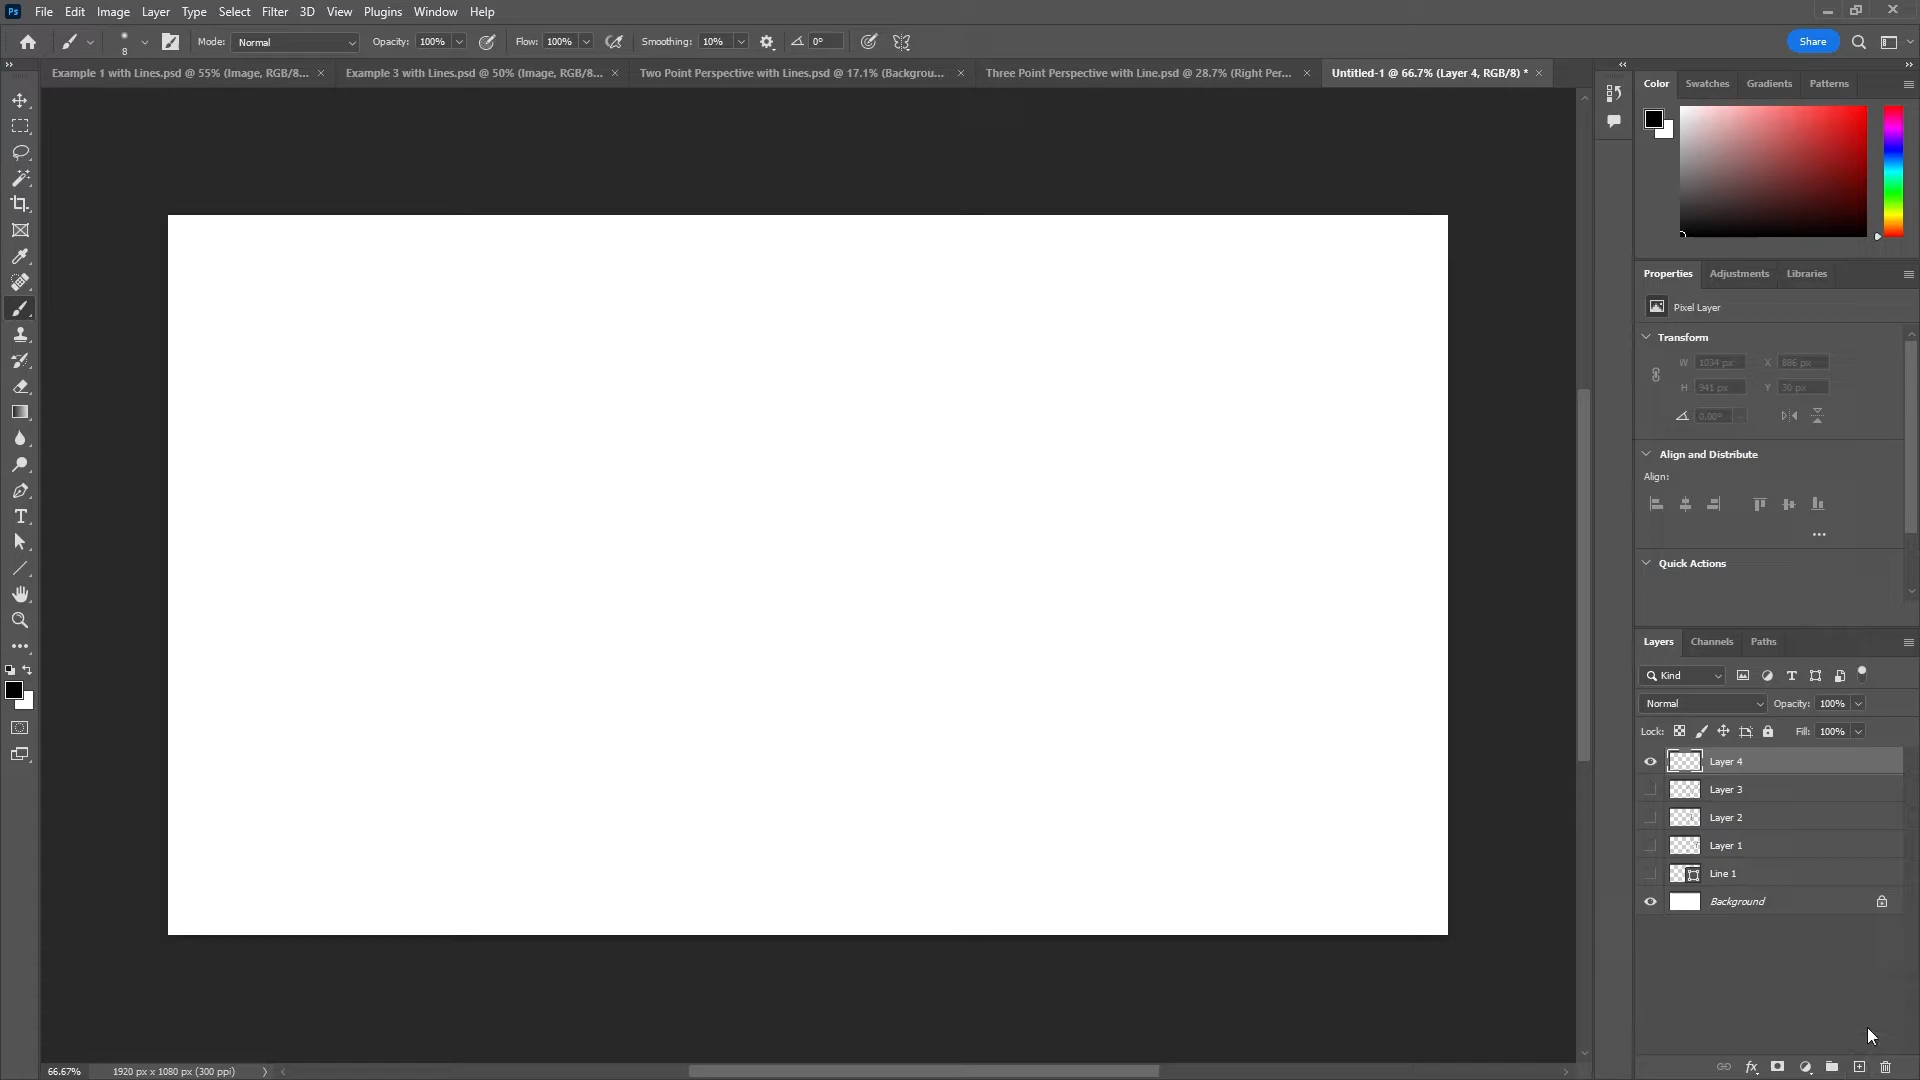 Ps File Edit Image Layer Type Select Filter 3D View Plugins Window Help
8 Mode: Normal Opacity: 100% Flow: 100% Smoothing: 10% 0° Share
Example 1 with Lines.psd @ 55% (Image, RGB/8... × Example 3 with Lines.psd @ 50% (Image, RGB/8... × Two Point Perspective with Lines.psd @ 17.1% (Backgrou... × Three Point Perspective with Line.psd @ 28.7% (Right Per... × Untitled-1 @ 66.7% (Layer 4, RGB/8) * ×
Color Swatches Gradients Patterns
Properties Adjustments Libraries
Pixel Layer
Transform
W 1034 px X 886 px
H 941 px Y 30 px
0.00°
Align and Distribute
Align:
Quick Actions
Layers Channels Paths
Kind
Normal Opacity: 100%
Lock: Fill: 100%
Layer 4
Layer 3
Layer 2
Layer 1
Line 1
Background
66.67% 1920 px x 1080 px (300 ppi)